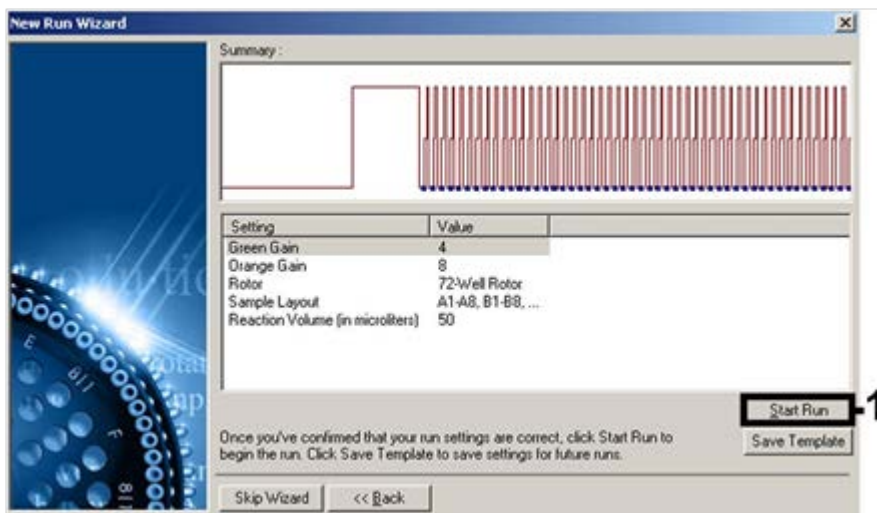 New Run Wizard
Summary :
Setting Value
Green Gain 4
Orange Gain 8
Rotor 72-Well Rotor
Sample Layout A1-A8, B1-B8, ...
Reaction Volume (in microliters) 50
Start Run
1
Once you've confirmed that your run settings are correct, click Start Run to
begin the run. Click Save Template to save settings for future runs.
Save Template
Skip Wizard << Back